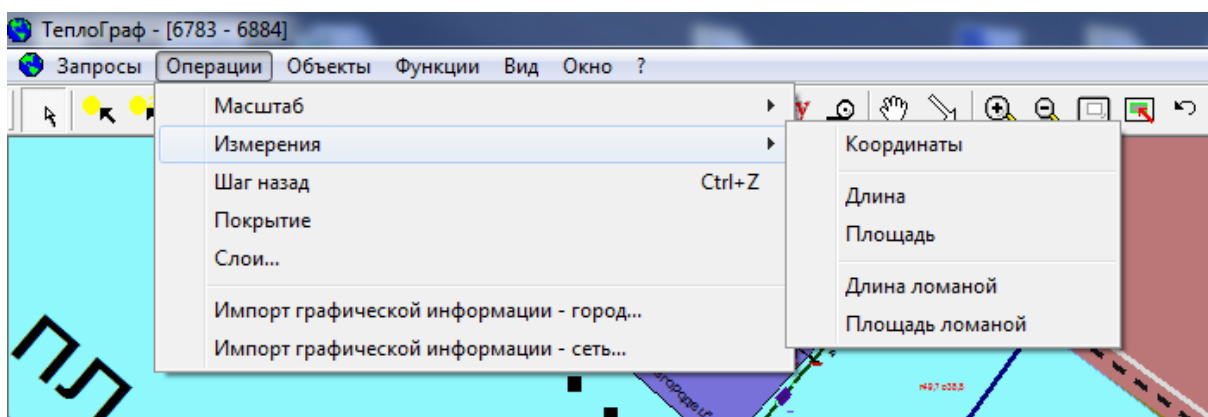 ТеплоГраф - [6783 - 6884]
Запросы Операции Объекты Функции Вид Окно ?
Масштаб
Измерения
Шаг назад Ctrl+Z
Покрытие
Слои...
Импорт графической информации - город...
Импорт графической информации - сеть...
Координаты
Длина
Площадь
Длина ломаной
Площадь ломаной
ПЛ